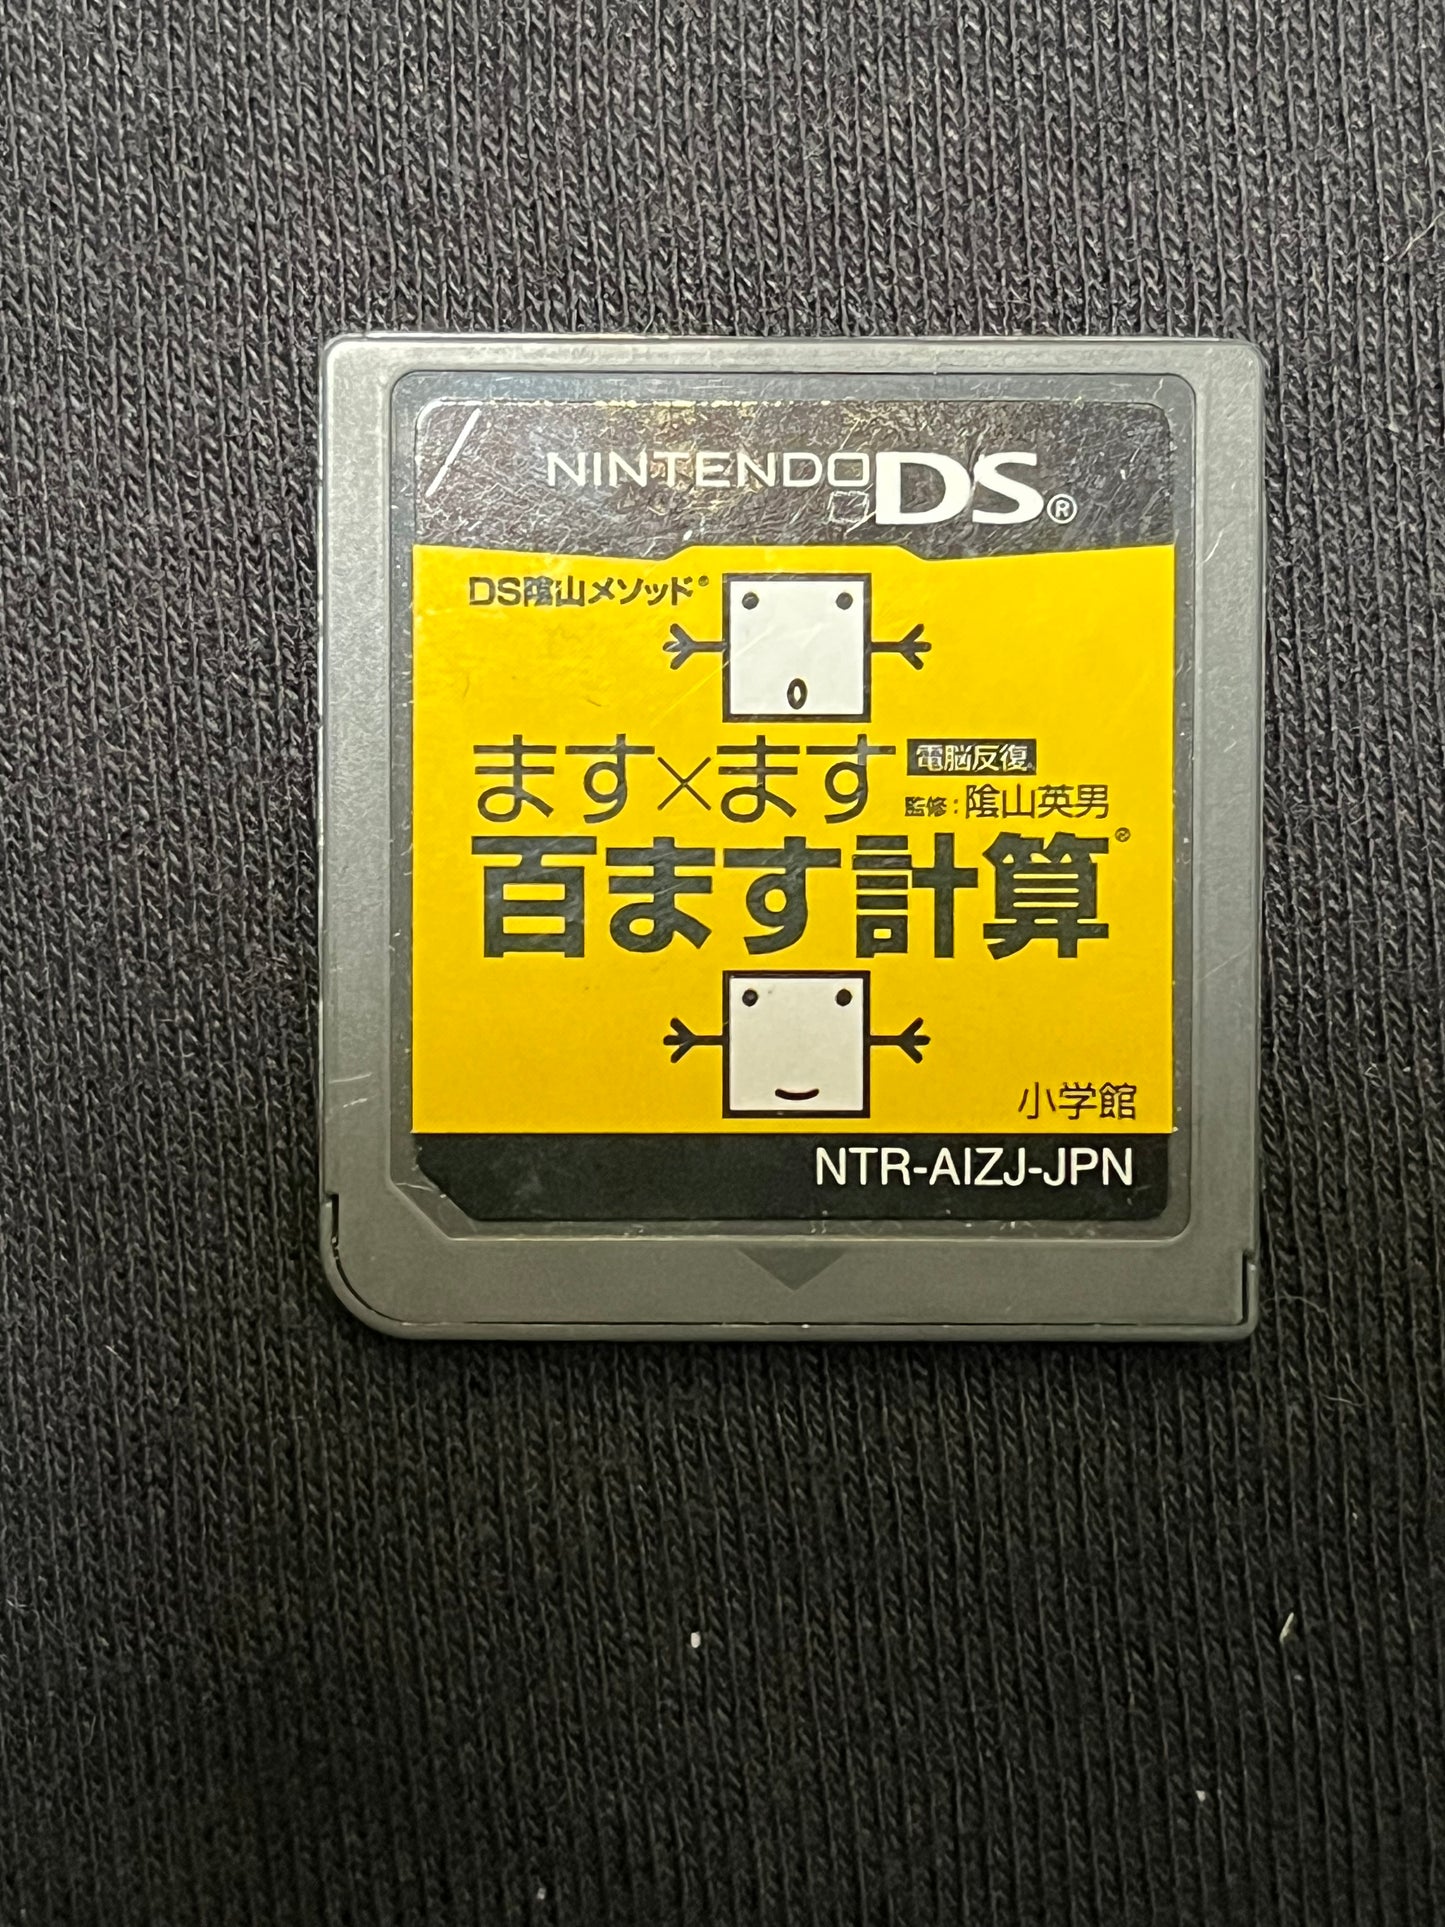 NINTENDO DS®
DS陰山メソッド®
ます×ます 電脳反復
監修：陰山英男
百ます計算®
小学館
NTR-AIZJ-JPN